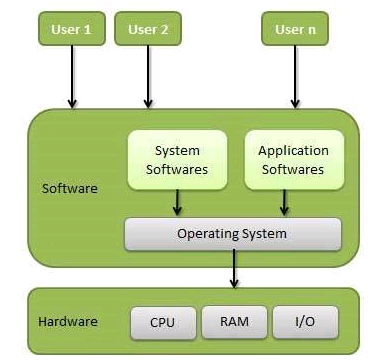 User 1
User 2
User n
System
Softwares
Application
Softwares
Software
Operating System
Hardware
CPU
RAM
I/O